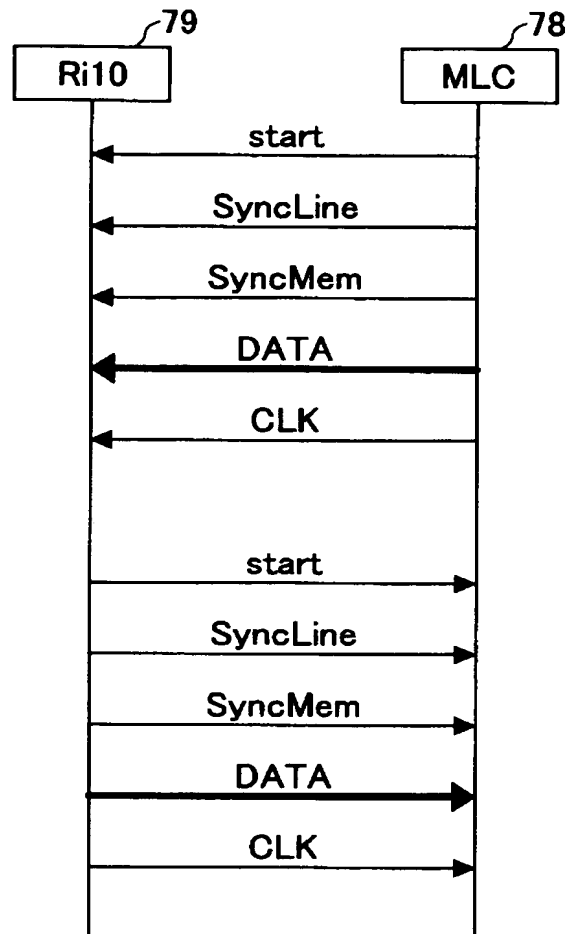 79
78
Ri10
MLC
start
SyncLine
SyncMem
DATA
CLK
start
SyncLine
SyncMem
DATA
CLK